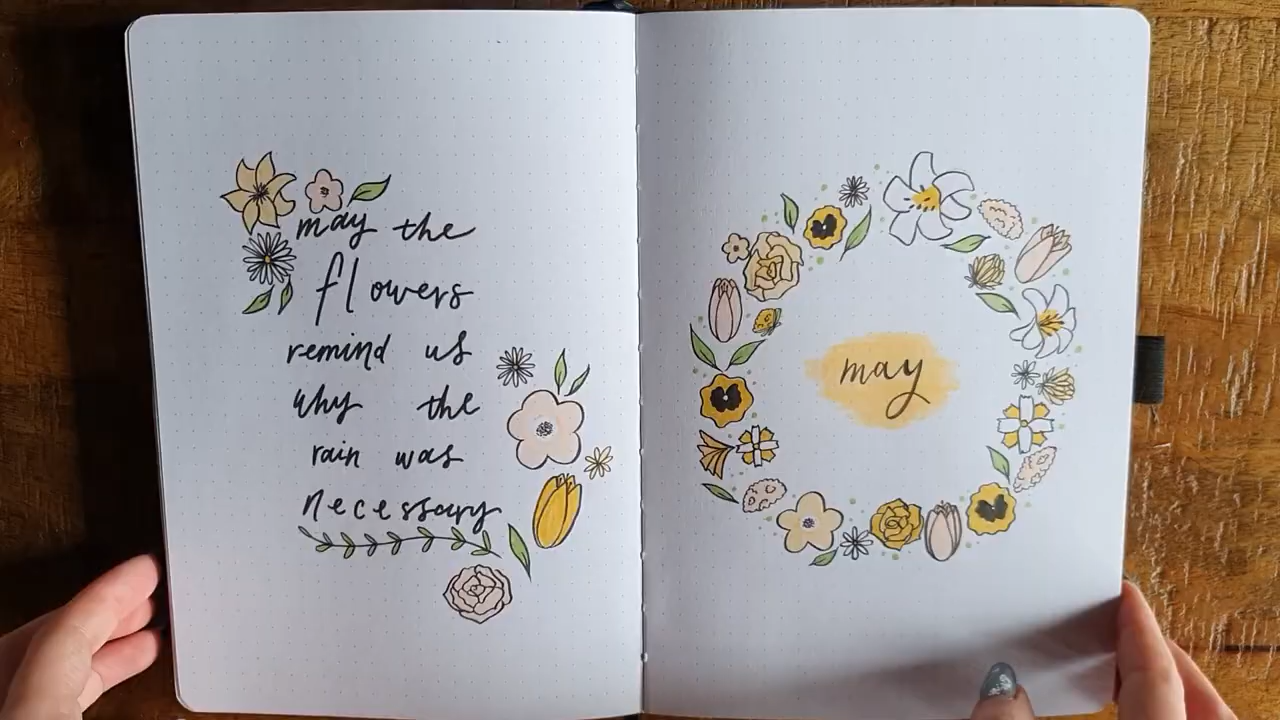 may the
flowers
remind us
why the
rain was
necessary
may